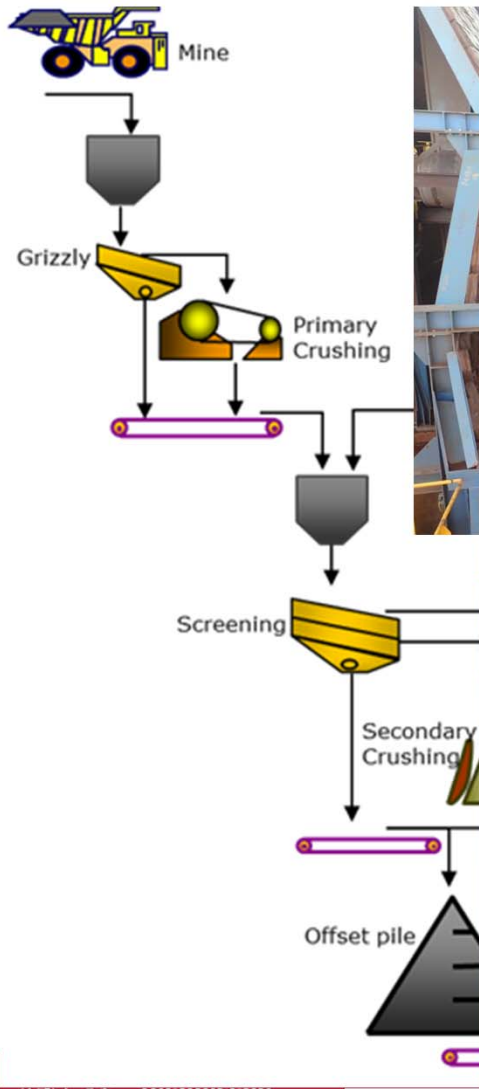 Mine
Grizzly
Primary
Crushing
Screening
Secondary
Crushing
Offset pile